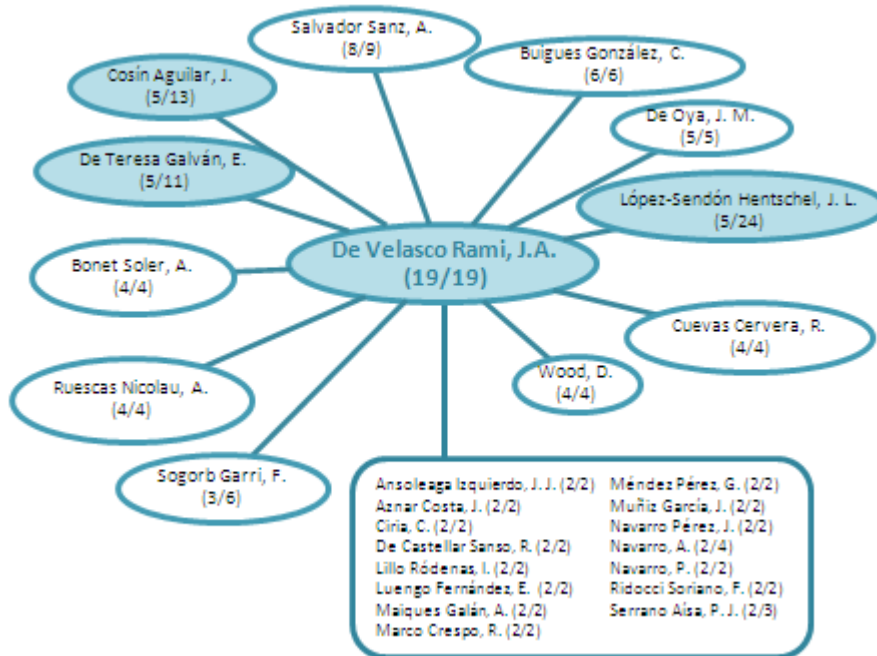 Salvador Sanz, A.
(8/9)
Buigues González, C.
(6/6)
Cosín Aguilar, J.
(5/13)
De Oya, J. M.
(5/5)
De Teresa Galván, E.
(5/11)
López-Sendón Hentschel, J. L.
(5/24)
De Velasco Rami, J.A.
(19/19)
Bonet Soler, A.
(4/4)
Cuevas Cervera, R.
(4/4)
Wood, D.
(4/4)
Ruescas Nicolau, A.
(4/4)
Sogorb Garri, F.
(3/6)
Ansoleaga Izquierdo, J. J. (2/2)
Aznar Costa, J. (2/2)
Ciria, C. (2/2)
De Castellar Sanso, R. (2/2)
Lillo Ródenas, I. (2/2)
Luengo Fernández, E. (2/2)
Maiques Galán, A. (2/2)
Marco Crespo, R. (2/2)
Méndez Pérez, G. (2/2)
Muñiz García, J. (2/2)
Navarro Pérez, J. (2/2)
Navarro, A. (2/4)
Navarro, P. (2/2)
Ridocci Soriano, F. (2/2)
Serrano Aísa, P. J. (2/3)